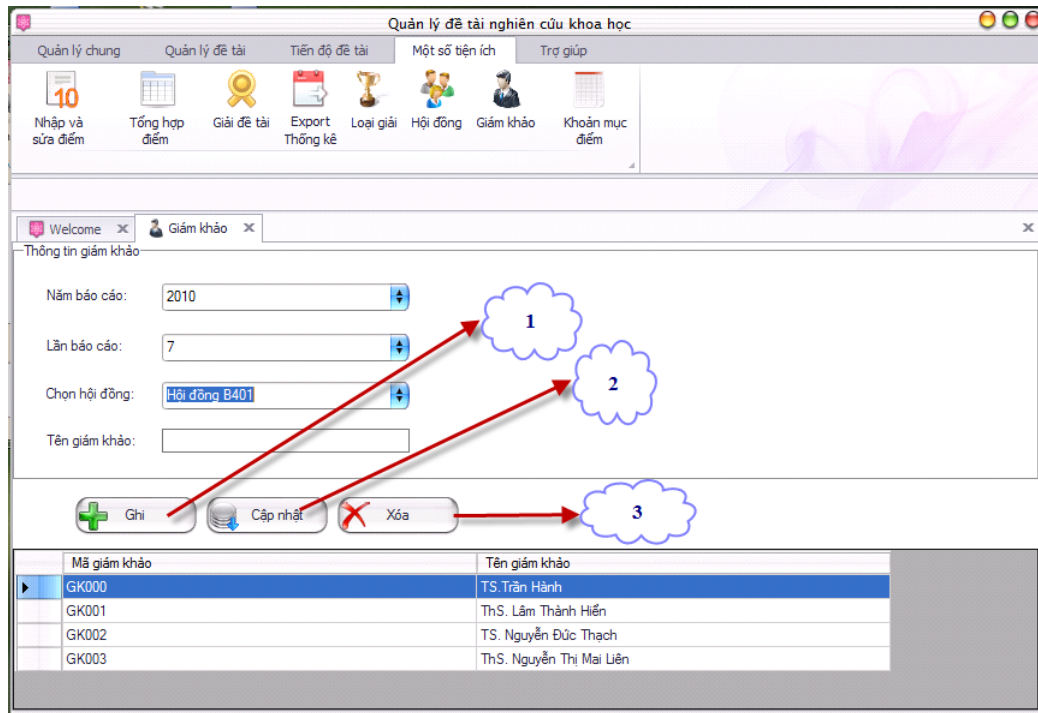 Quản lý đề tài nghiên cứu khoa học
Quản lý chung Quản lý đề tài Tiến độ đề tài Một số tiện ích Trợ giúp
10
Nhập và sửa điểm Tổng hợp điểm Giải đề tài Export Thống kê Loại giải Hội đồng Giám khảo Khoản mục điểm
Welcome Giám khảo
Thông tin giám khảo
Năm báo cáo: 2010
1
Lần báo cáo: 7
2
Chọn hội đồng: Hội đồng B401
Tên giám khảo:
Ghi Cập nhật Xóa 3
Mã giám khảo Tên giám khảo
GK000 TS.Trần Hành
GK001 ThS. Lâm Thành Hiển
GK002 TS. Nguyễn Đức Thạch
GK003 ThS. Nguyễn Thị Mai Liên